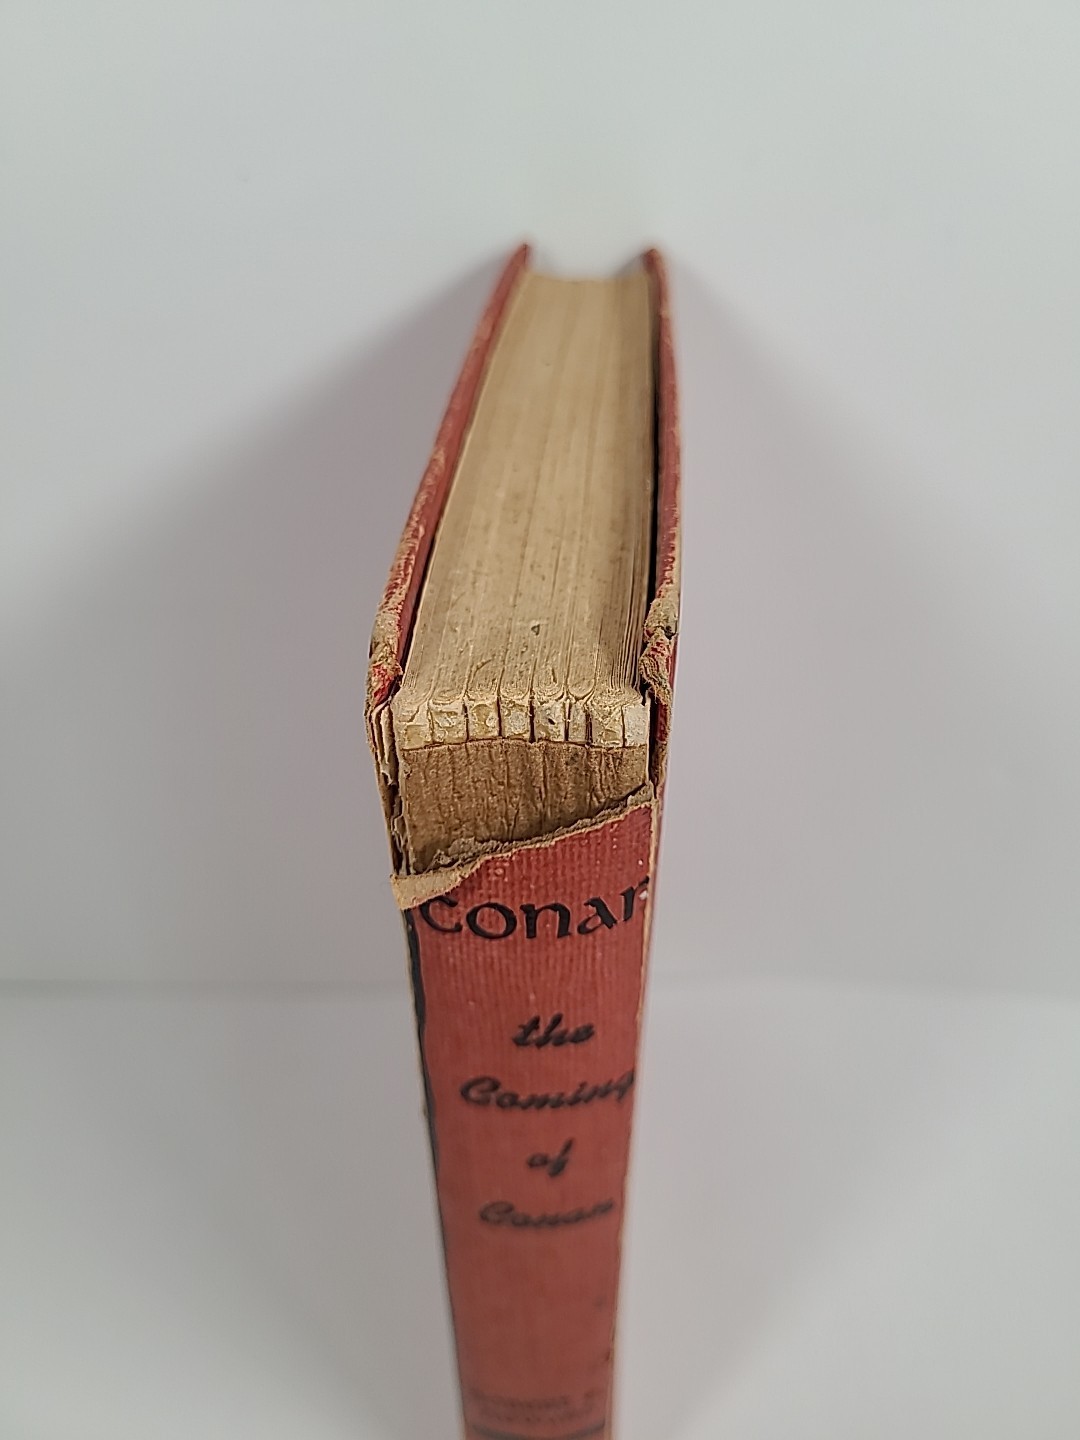 Conan
the
Coming
of
Conan